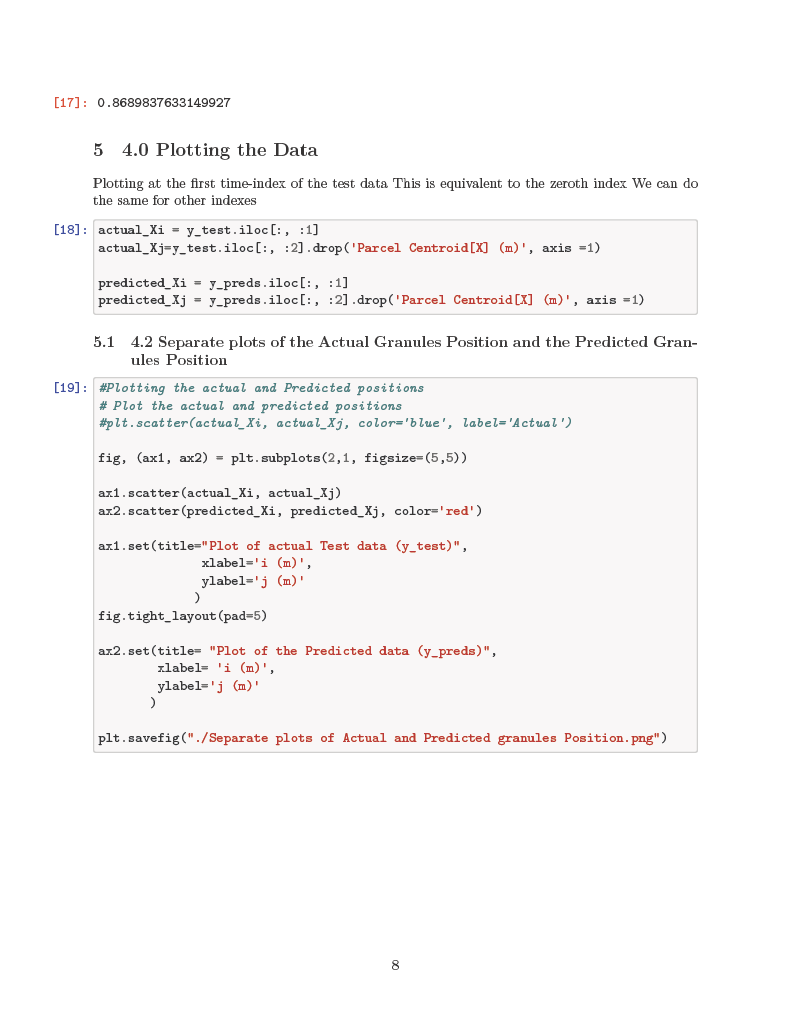 [17]: 0.8689837633149927
5 4.0 Plotting the Data
Plotting at the first time-index of the test data This is equivalent to the zeroth index We can do
the same for other indexes
[18]: actual_Xi = y_test.iloc[:, :1]
actual_Xj=y_test.iloc[:, :2].drop('Parcel Centroid[X] (m)', axis =1)
predicted_Xi = y_preds.iloc[:, :1]
predicted_Xj = y_preds.iloc[:, :2].drop('Parcel Centroid[X] (m)', axis =1)
5.1 4.2 Separate plots of the Actual Granules Position and the Predicted Gran-
ules Position
[19]: #Plotting the actual and Predicted positions
# Plot the actual and predicted positions
#plt.scatter(actual_Xi, actual_Xj, color='blue', label='Actual')
fig, (ax1, ax2) = plt.subplots(2,1, figsize=(5,5))
ax1.scatter(actual_Xi, actual_Xj)
ax2.scatter(predicted_Xi, predicted_Xj, color='red')
ax1.set(title="Plot of actual Test data (y_test)",
xlabel='i (m)',
ylabel='j (m)'
)
fig.tight_layout(pad=5)
ax2.set(title= "Plot of the Predicted data (y_preds)",
xlabel= 'i (m)',
ylabel='j (m)'
)
plt.savefig("./Separate plots of Actual and Predicted granules Position.png")
8